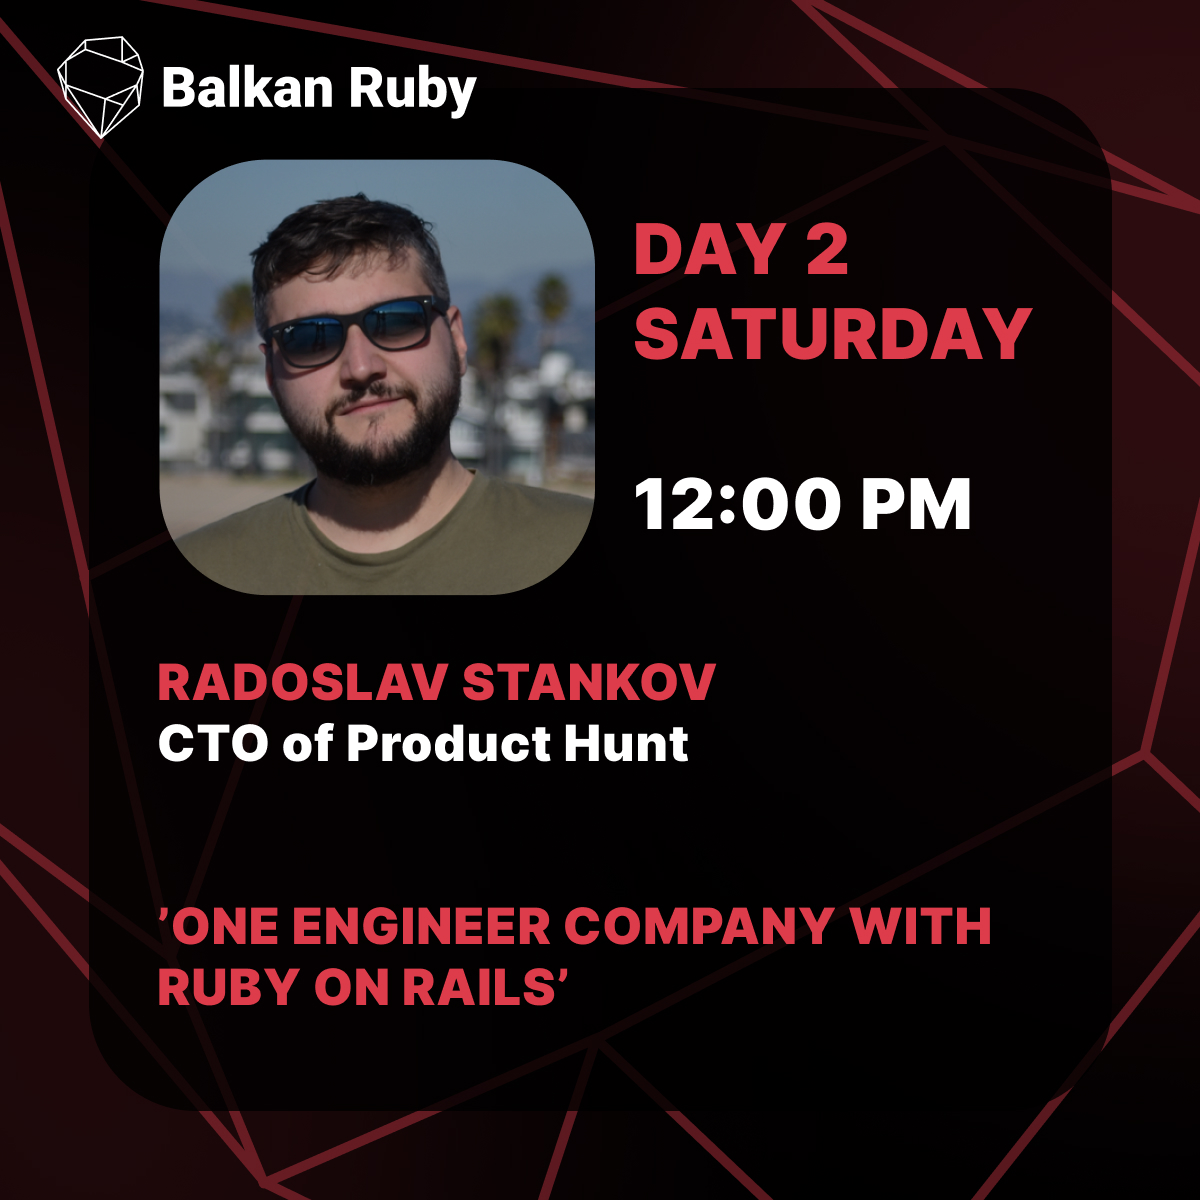 Balkan Ruby
DAY 2
SATURDAY
12:00 PM
RADOSLAV STANKOV
CTO of Product Hunt
’ONE ENGINEER COMPANY WITH
RUBY ON RAILS’